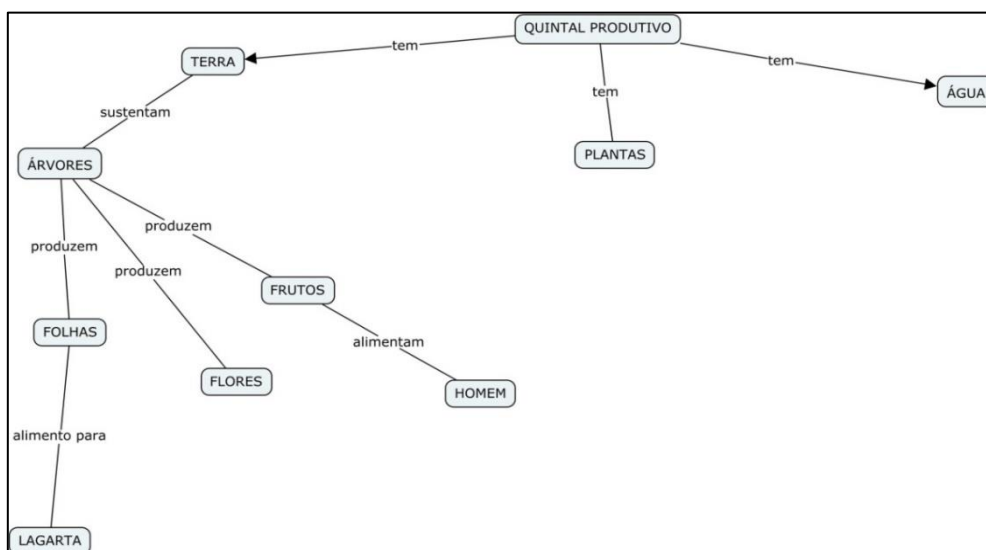 QUINTAL PRODUTIVO
tem
TERRA
tem
tem
ÁGUA
sustentam
PLANTAS
ÁRVORES
produzem
produzem
produzem
FRUTOS
FOLHAS
alimentam
FLORES
HOMEM
alimento para
LAGARTA